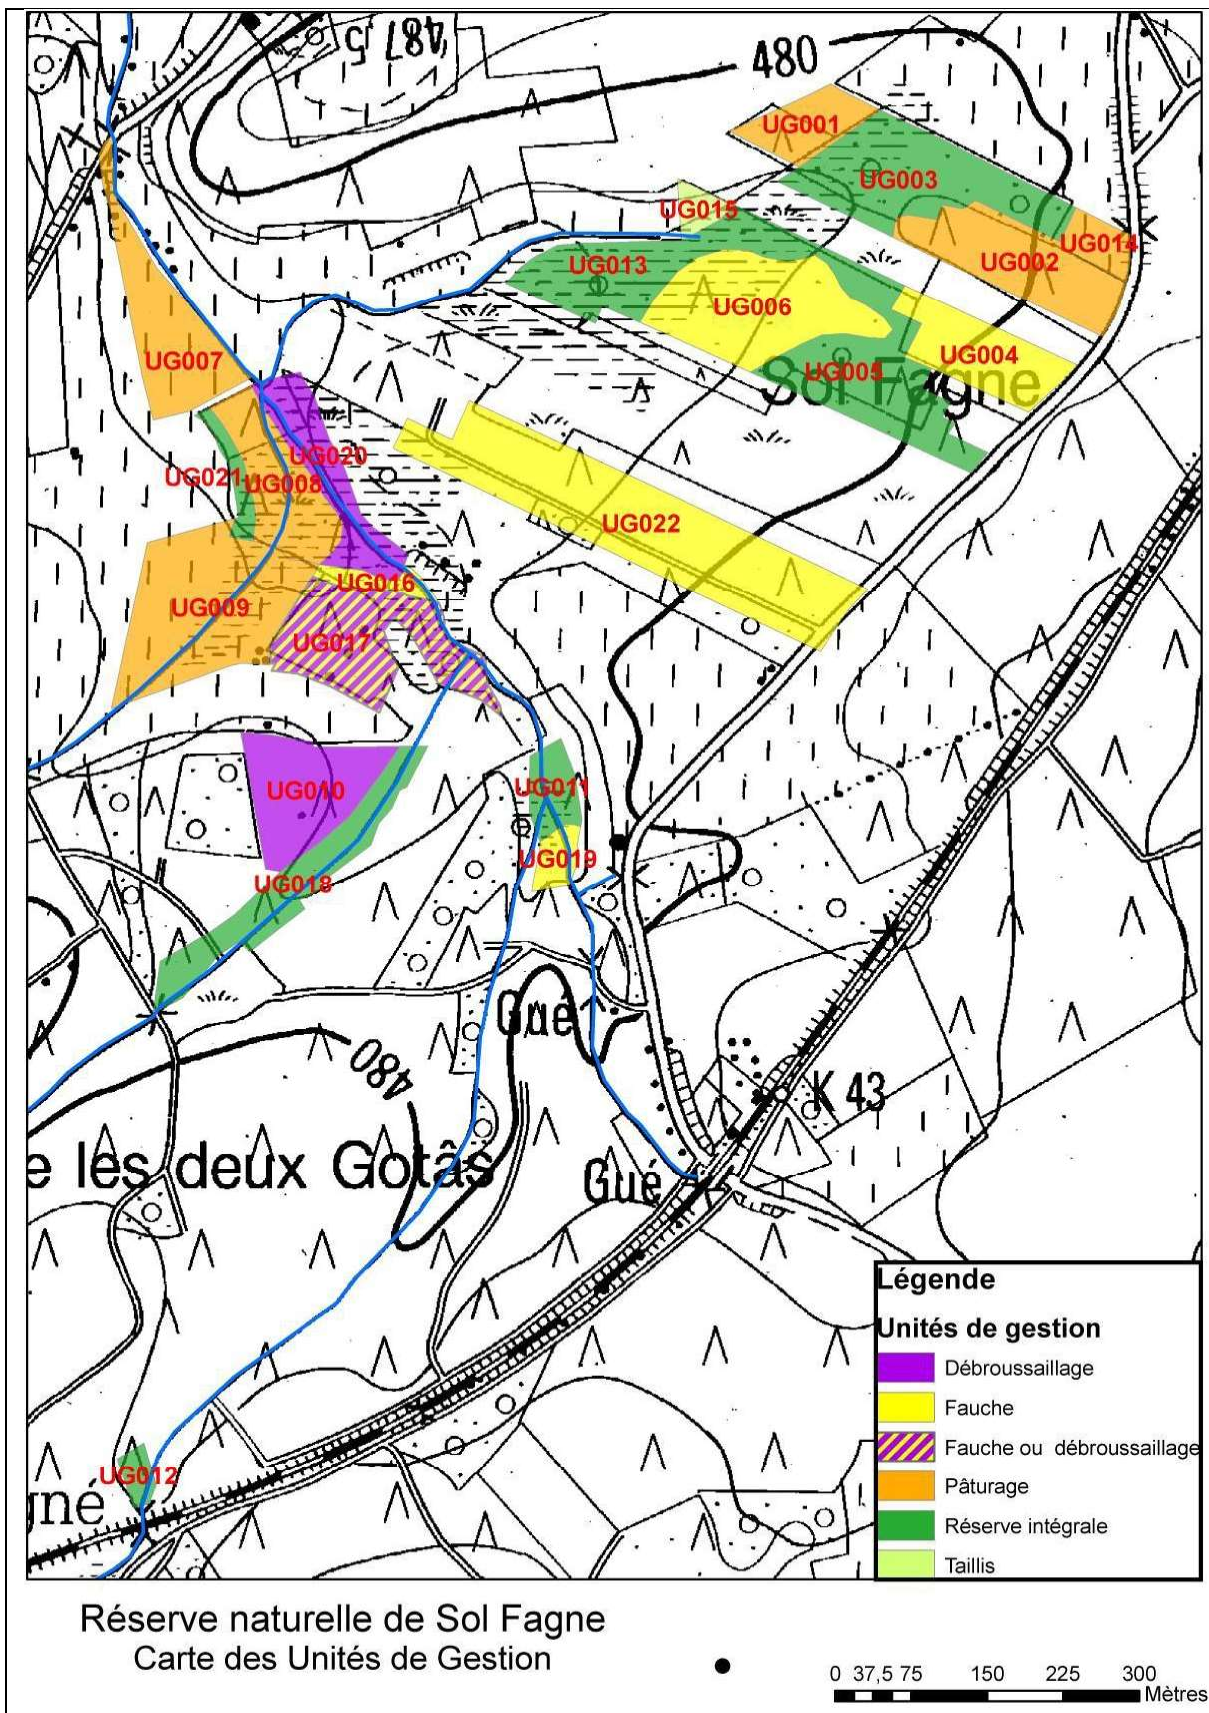 487,5
480
UG001
UG003
UG015
UG014
UG002
UG013
UG006
UG007
UG004
UG005
Sol Fagne
UG020
UG021
UG008
UG022
UG016
UG009
UG017
UG010
UG011
UG019
UG018
Gué
480
K 43
e les deux Gotâs
Gué
UG012
gné
Légende
Unités de gestion
Débroussaillage
Fauche
Fauche ou débroussaillage
Pâturage
Réserve intégrale
Taillis
Réserve naturelle de Sol Fagne
Carte des Unités de Gestion
0 37,5 75 150 225 300
Mètres